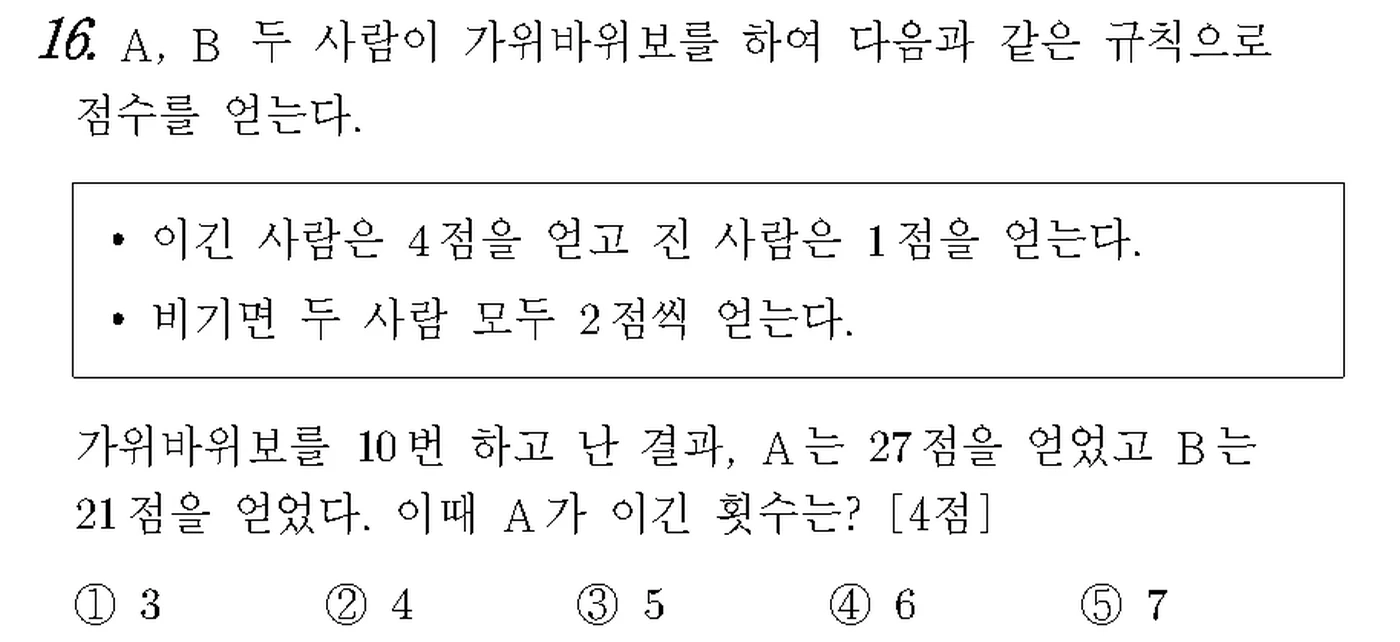 16. A, B 두 사람이 가위바위보를 하여 다음과 같은 규칙으로
점수를 얻는다.
• 이긴 사람은 4점을 얻고 진 사람은 1점을 얻는다.
• 비기면 두 사람 모두 2점씩 얻는다.
가위바위보를 10번 하고 난 결과, A는 27점을 얻었고 B는
21점을 얻었다. 이때 A가 이긴 횟수는? [4점]
① 3 ② 4 ③ 5 ④ 6 ⑤ 7